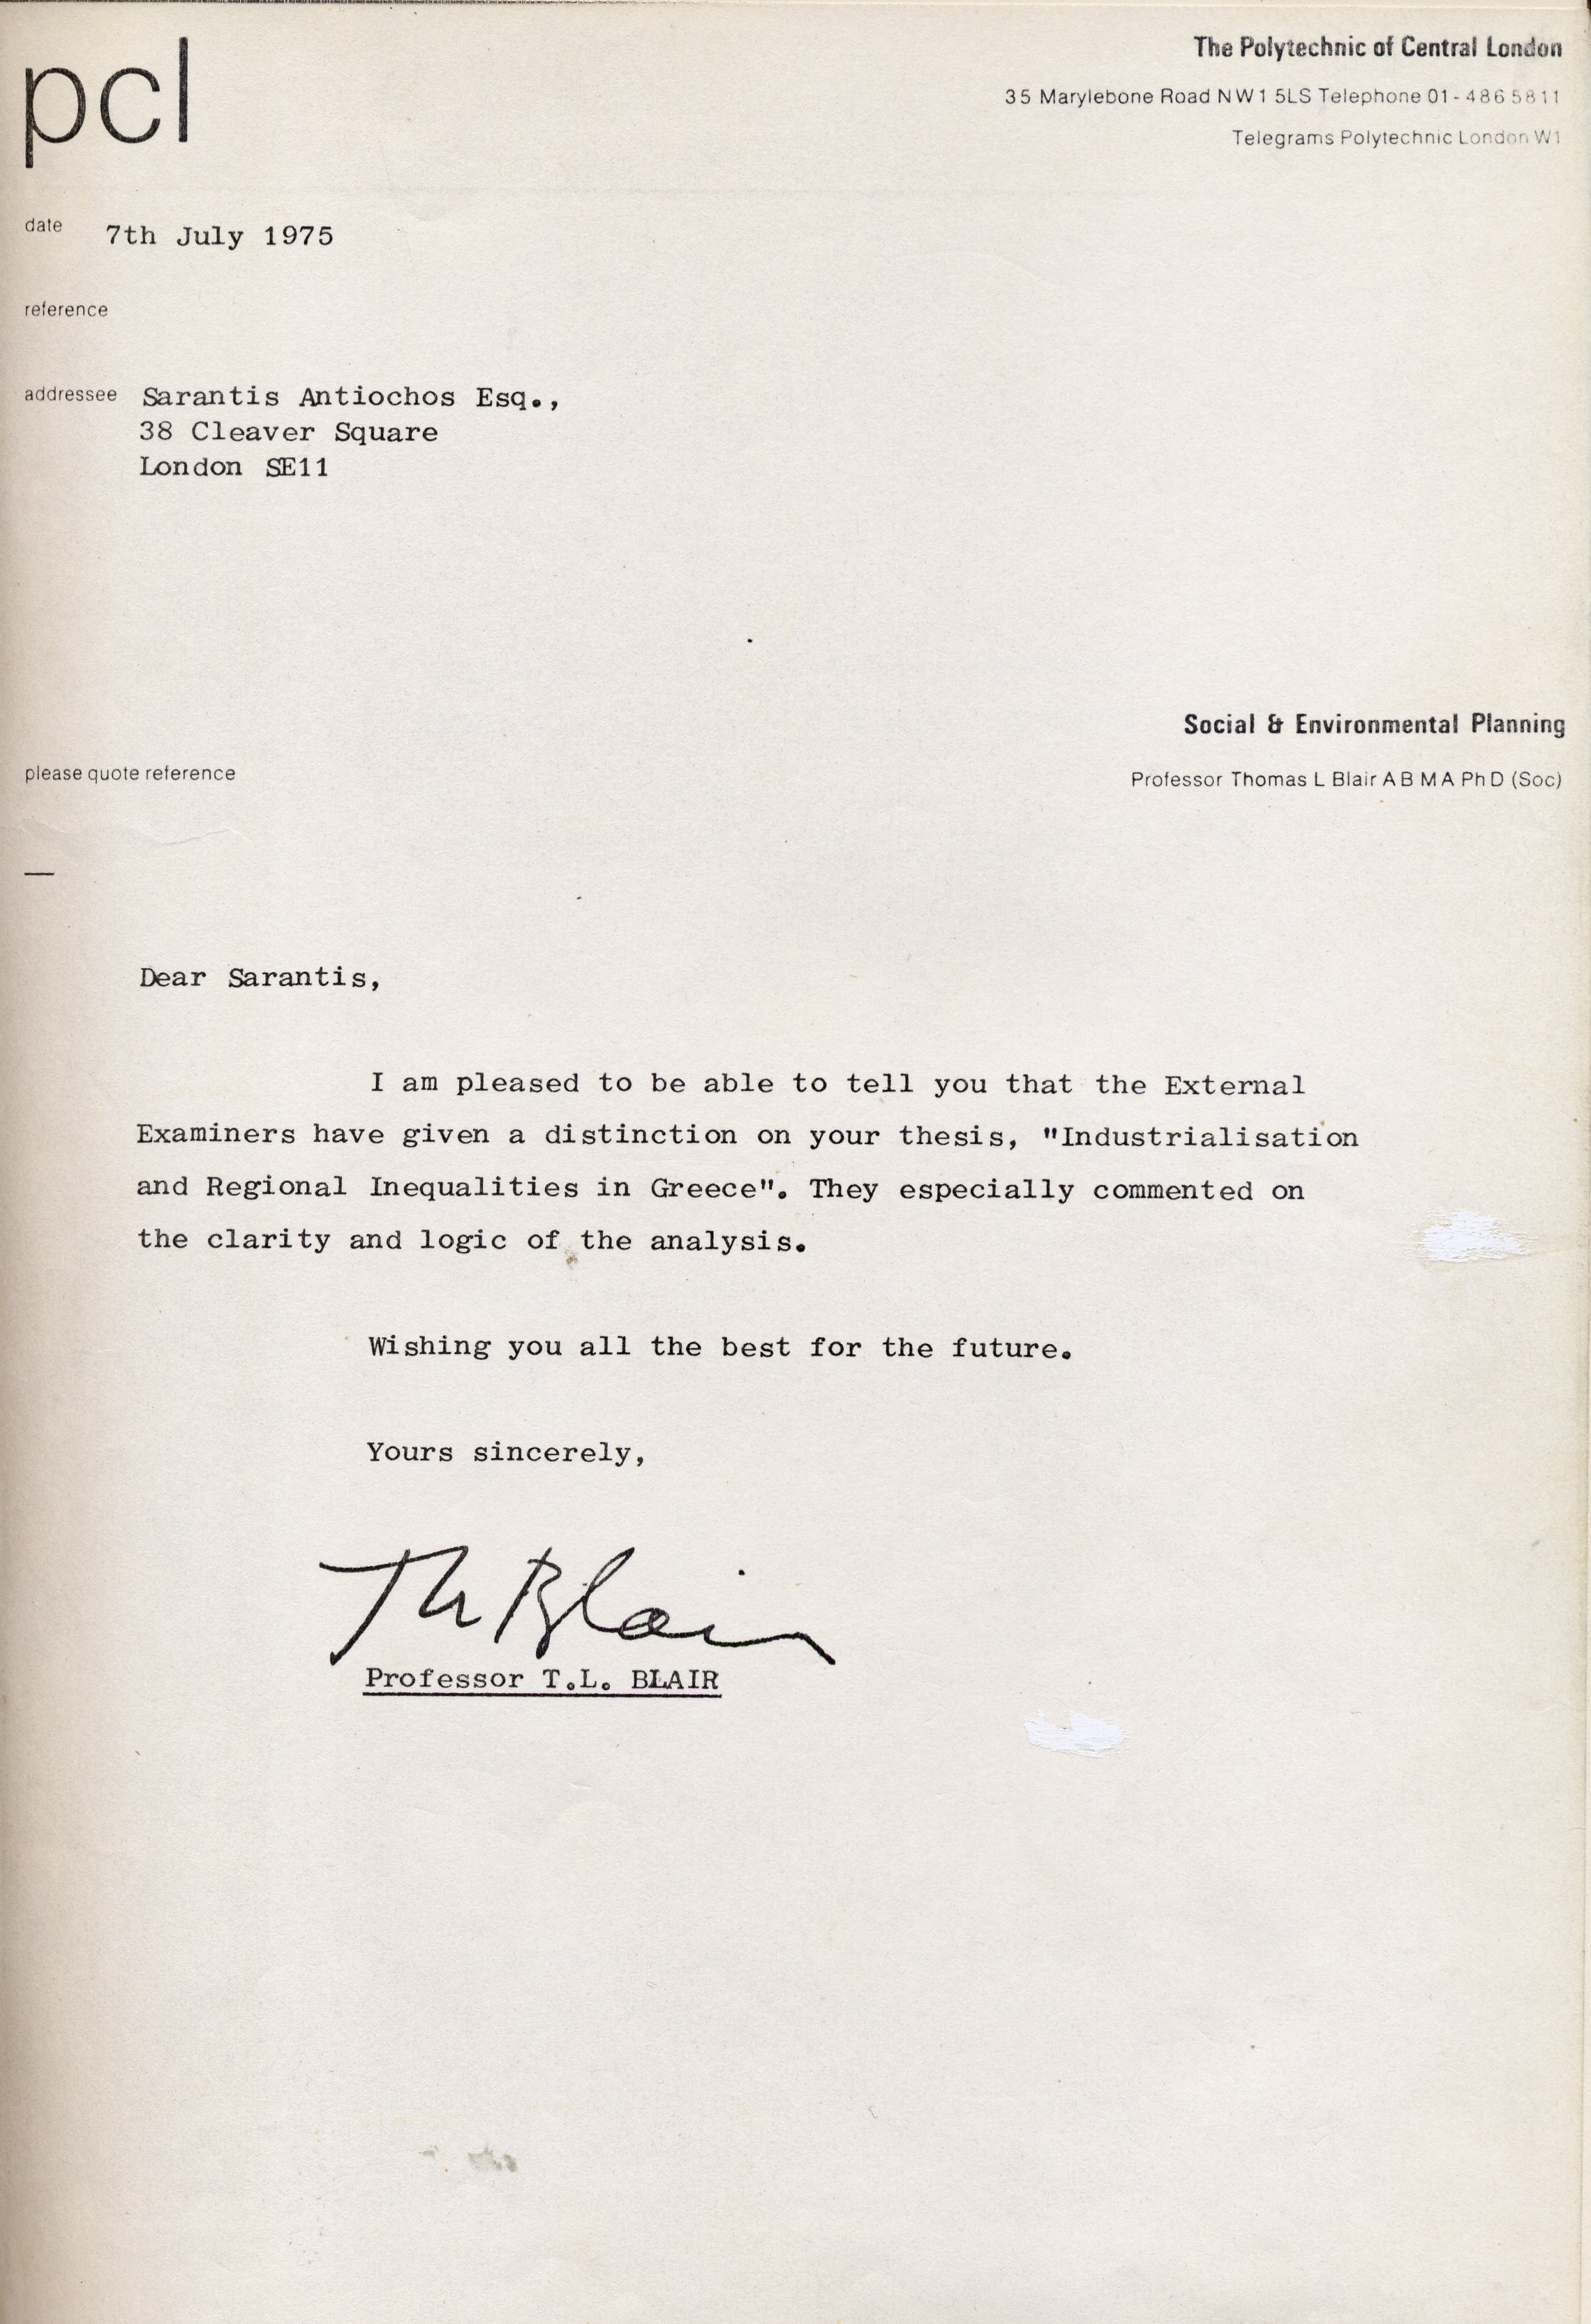 pcl
The Polytechnic of Central London
35 Marylebone Road NW1 5LS Telephone 01-486 5811
Telegrams Polytechnic London W1
date 7th July 1975
reference
addressee Sarantis Antiochos Esq.,
38 Cleaver Square
London SE11
Social & Environmental Planning
please quote reference
Professor Thomas L Blair A B M A Ph D (Soc)
Dear Sarantis,
I am pleased to be able to tell you that the External
Examiners have given a distinction on your thesis, "Industrialisation
and Regional Inequalities in Greece". They especially commented on
the clarity and logic of the analysis.
Wishing you all the best for the future.
Yours sincerely,
Th Blair
Professor T.L. BLAIR